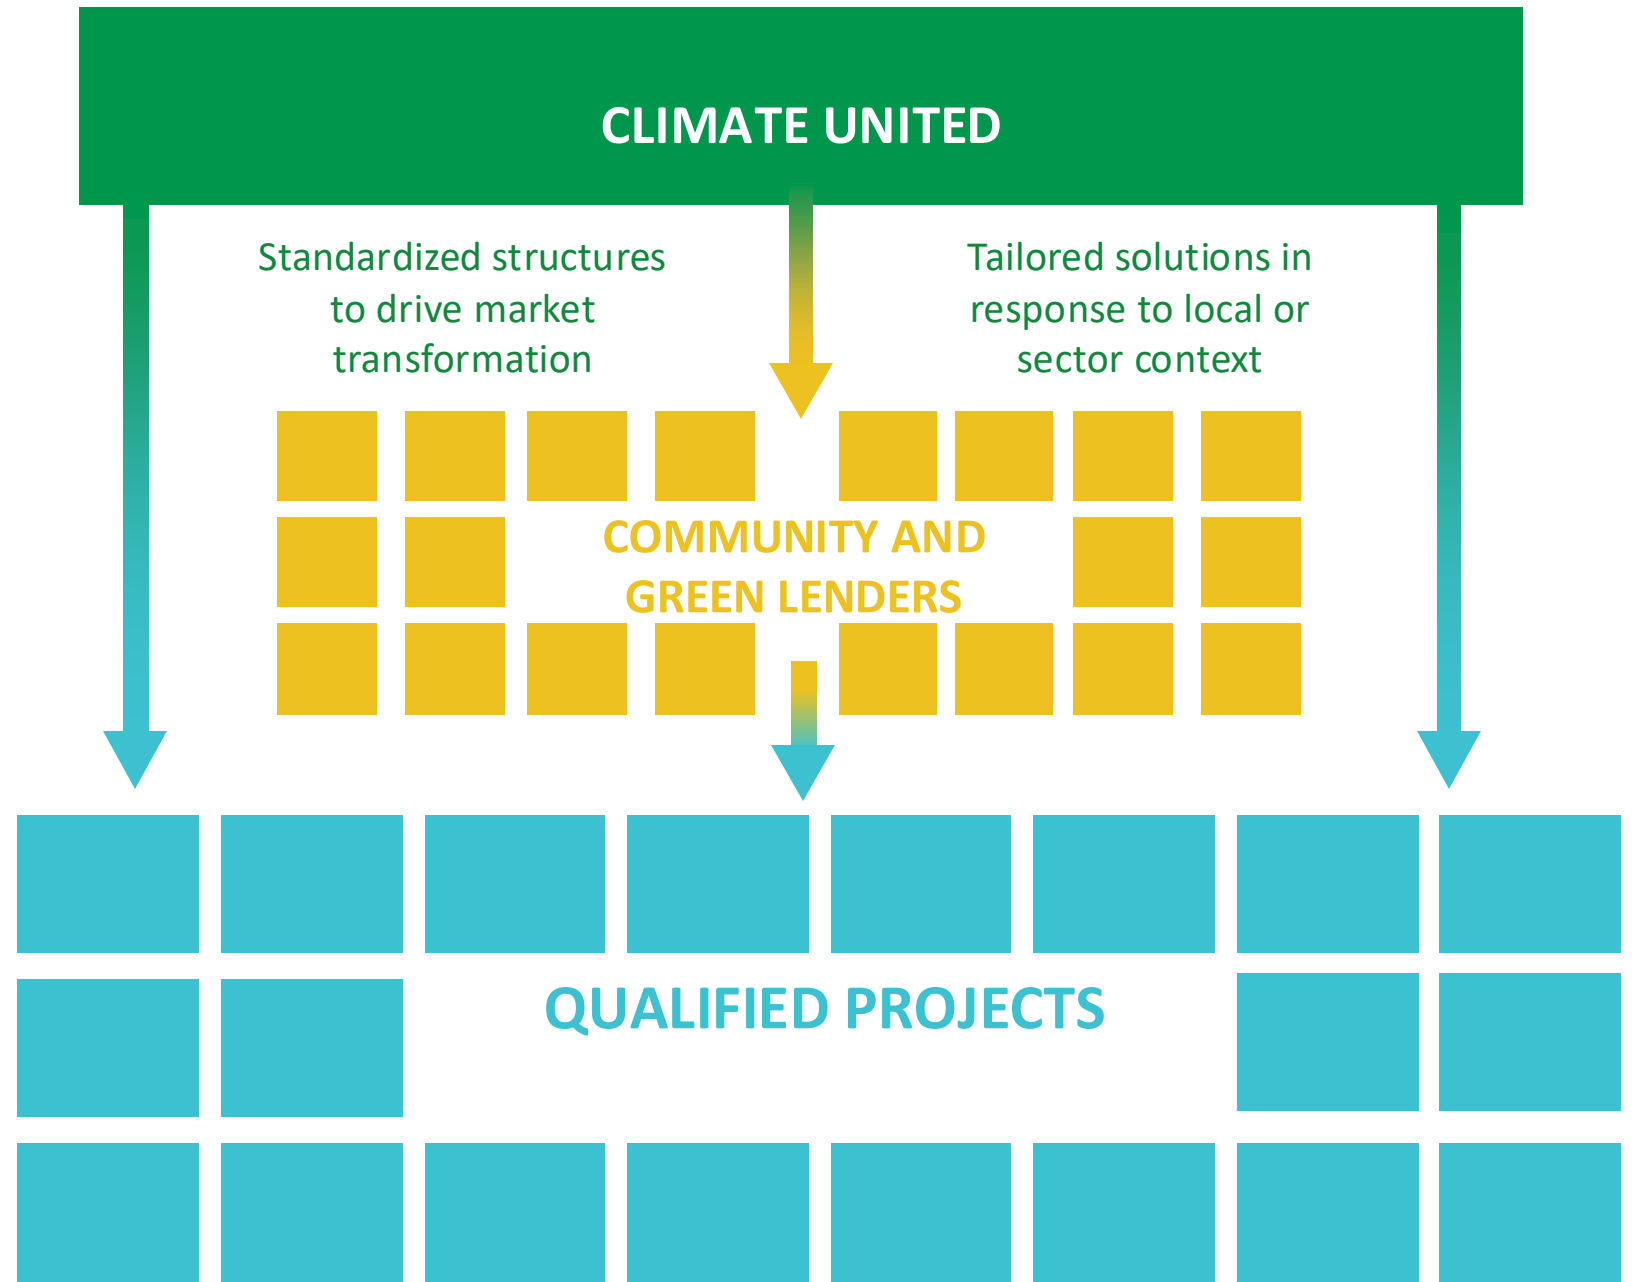 CLIMATE UNITED
Standardized structures
to drive market
transformation
Tailored solutions in
response to local or
sector context
COMMUNITY AND
GREEN LENDERS
QUALIFIED PROJECTS